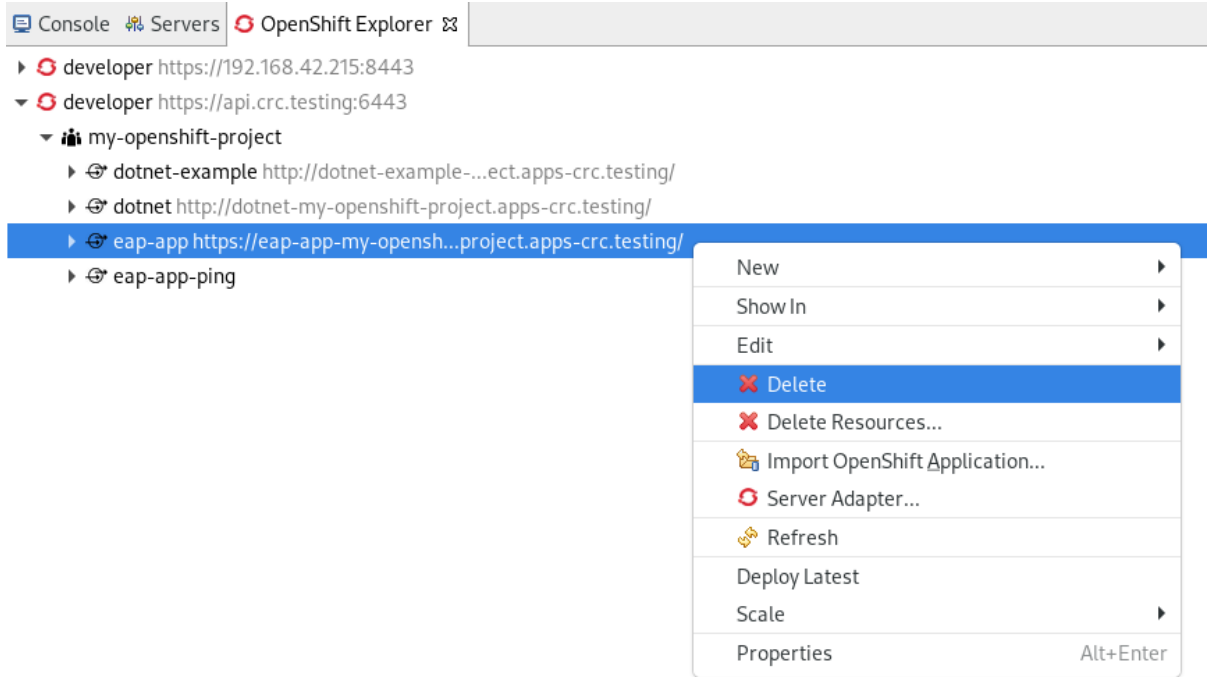 Console Servers OpenShift Explorer
developer https://192.168.42.215:8443
developer https://api.crc.testing:6443
my-openshift-project
dotnet-example http://dotnet-example-...ect.apps-crc.testing/
dotnet http://dotnet-my-openshift-project.apps-crc.testing/
eap-app https://eap-app-my-opensh...project.apps-crc.testing/
eap-app-ping
New
Show In
Edit
Delete
Delete Resources...
Import OpenShift Application...
Server Adapter...
Refresh
Deploy Latest
Scale
Properties Alt+Enter